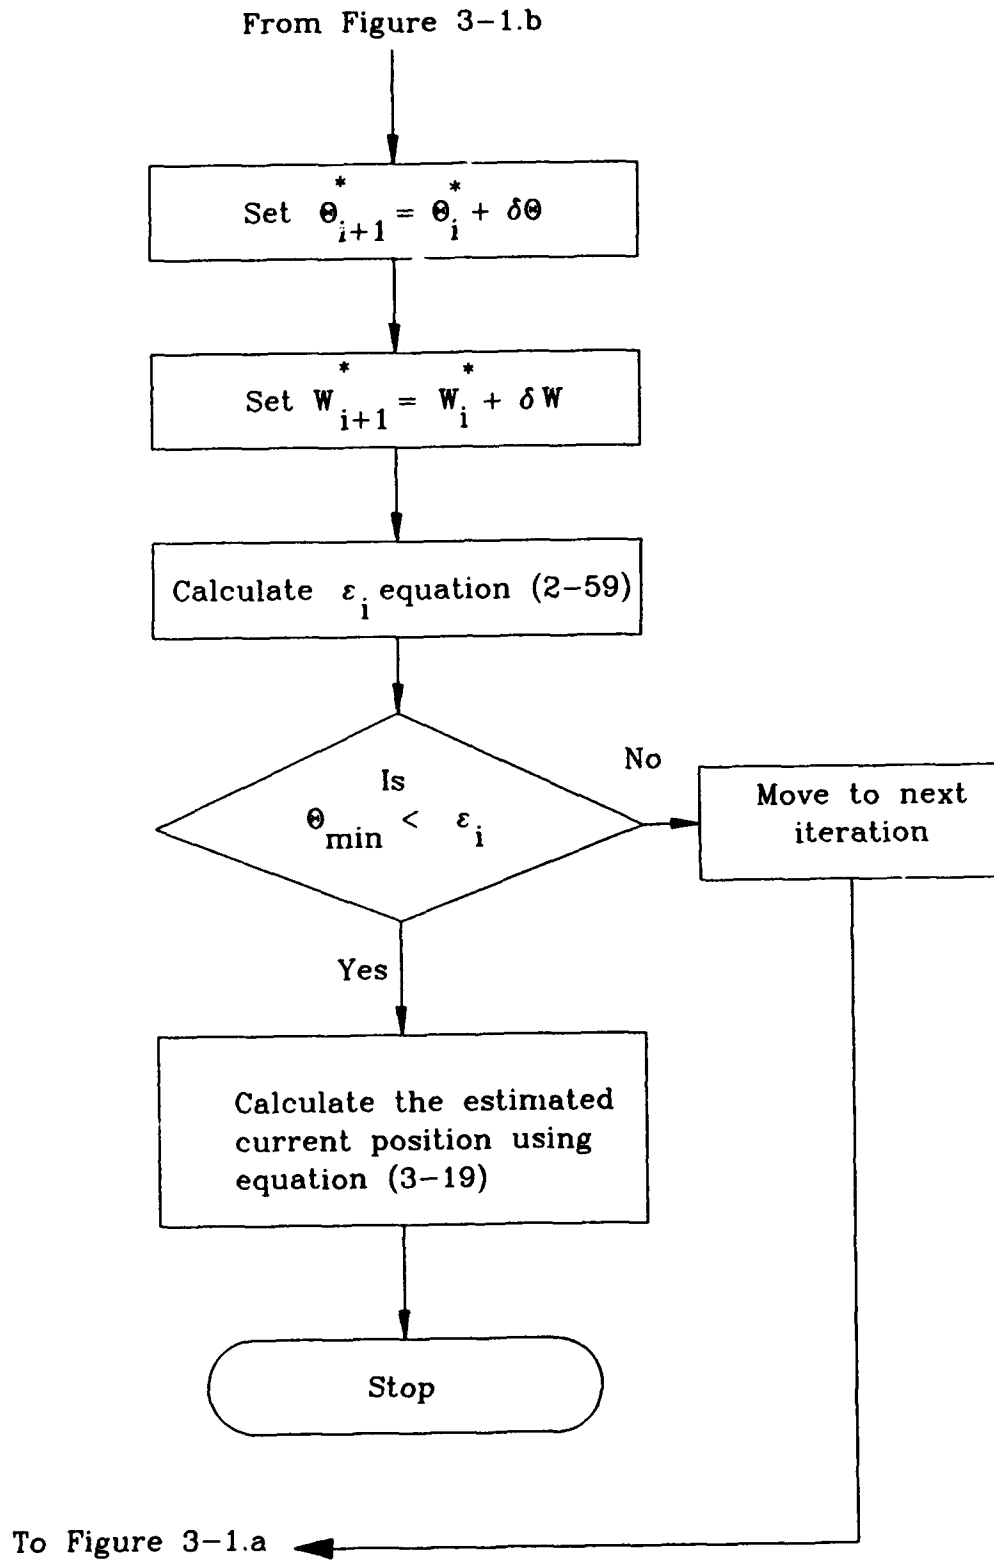 From Figure 3-1.b
Set Θ*i+1 = Θ*i + δΘ
Set W*i+1 = W*i + δW
Calculate εi equation (2-59)
Is
Θmin < εi
No
Move to next
iteration
Yes
Calculate the estimated
current position using
equation (3-19)
Stop
To Figure 3-1.a